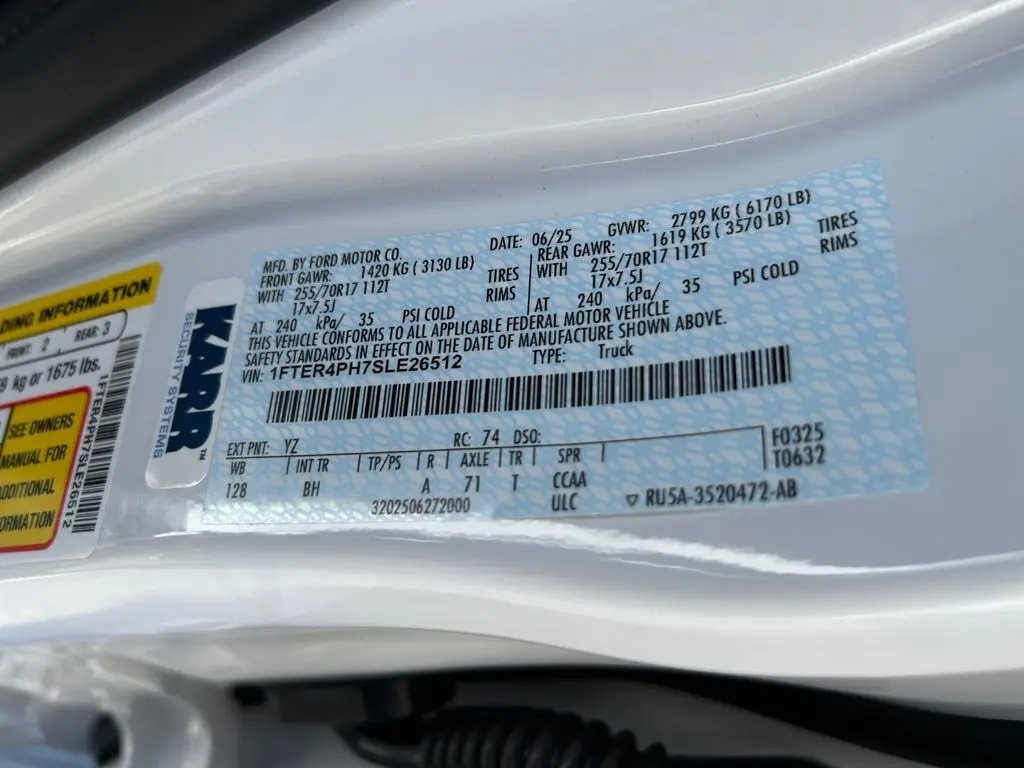 DING INFORMATION
FRONT: 2 REAR: 3
kg or 1675 lbs.
SEE OWNERS
MANUAL FOR
ADDITIONAL
ORMATION
1FTER4PH7SLE26512
KARR™
SECURITY SYSTEMS
MFD. BY FORD MOTOR CO. DATE: 06/25 GVWR: 2799 KG ( 6170 LB)
FRONT GAWR: 1420 KG ( 3130 LB) REAR GAWR: 1619 KG ( 3570 LB)
WITH 255/70R17 112T TIRES WITH 255/70R17 112T TIRES
17x7.5J RIMS 17x7.5J RIMS
AT 240 kPa/ 35 PSI COLD AT 240 kPa/ 35 PSI COLD
THIS VEHICLE CONFORMS TO ALL APPLICABLE FEDERAL MOTOR VEHICLE
SAFETY STANDARDS IN EFFECT ON THE DATE OF MANUFACTURE SHOWN ABOVE.
VIN: 1FTER4PH7SLE26512 TYPE: Truck
EXT PNT: YZ RC: 74 DSO: F0325
WB INT TR TP/PS R AXLE TR SPR T0632
128 BH A 71 T CCAA
3202506272000 ULC ▽ RU5A-3520472-AB